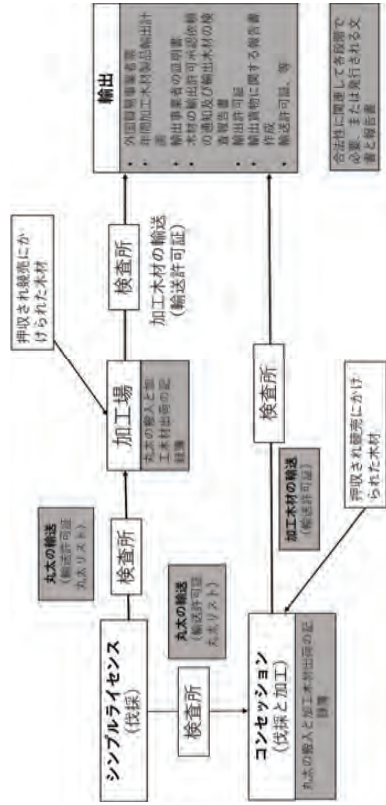 シンプルライセンス
(伐採)
丸太の輸送
(輸送許可証
丸太リスト)
検査所
押収され競売にか
けられた木材
加工場
丸太の搬入と加
工木材出荷の記
録簿
検査所
加工木材の輸送
(輸送許可証)
輸出
• 外国貿易事業者票
• 年間加工木材製品輸出計
画
• 輸出事業者の証明書
• 木材の輸出許可承認依頼
の通知及び輸出木材の検
査報告書
• 輸出許可証
• 輸出貨物に関する報告書
作成
• 輸送許可証、等
検査所
丸太の輸送
(輸送許可証
丸太リスト)
コンセッション
(伐採と加工)
丸太の搬入と加工木材出荷の記
録簿
加工木材の輸送
(輸送許可証)
検査所
押収され競売にかけ
られた木材
合法性に関連して各段階で
必要、または発行される文
書と報告書